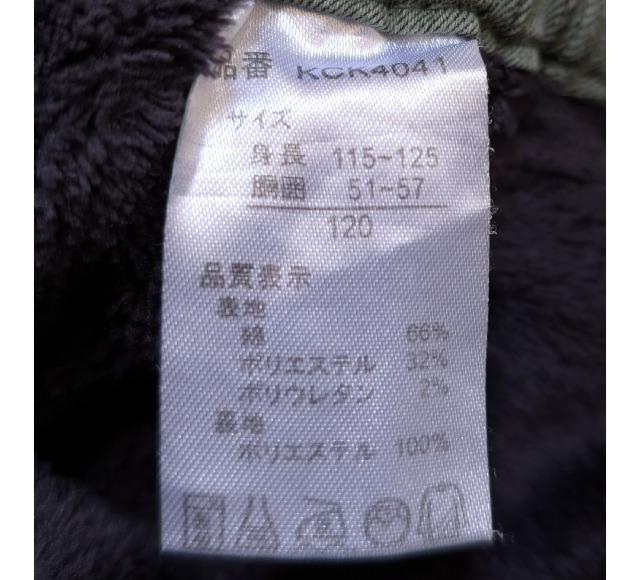 品番 KCK4041
サイズ
身長 115~125
胴囲 51~57
120
品質表示
表地
綿 66%
ポリエステル 32%
ポリウレタン 2%
裏地
ポリエステル 100%